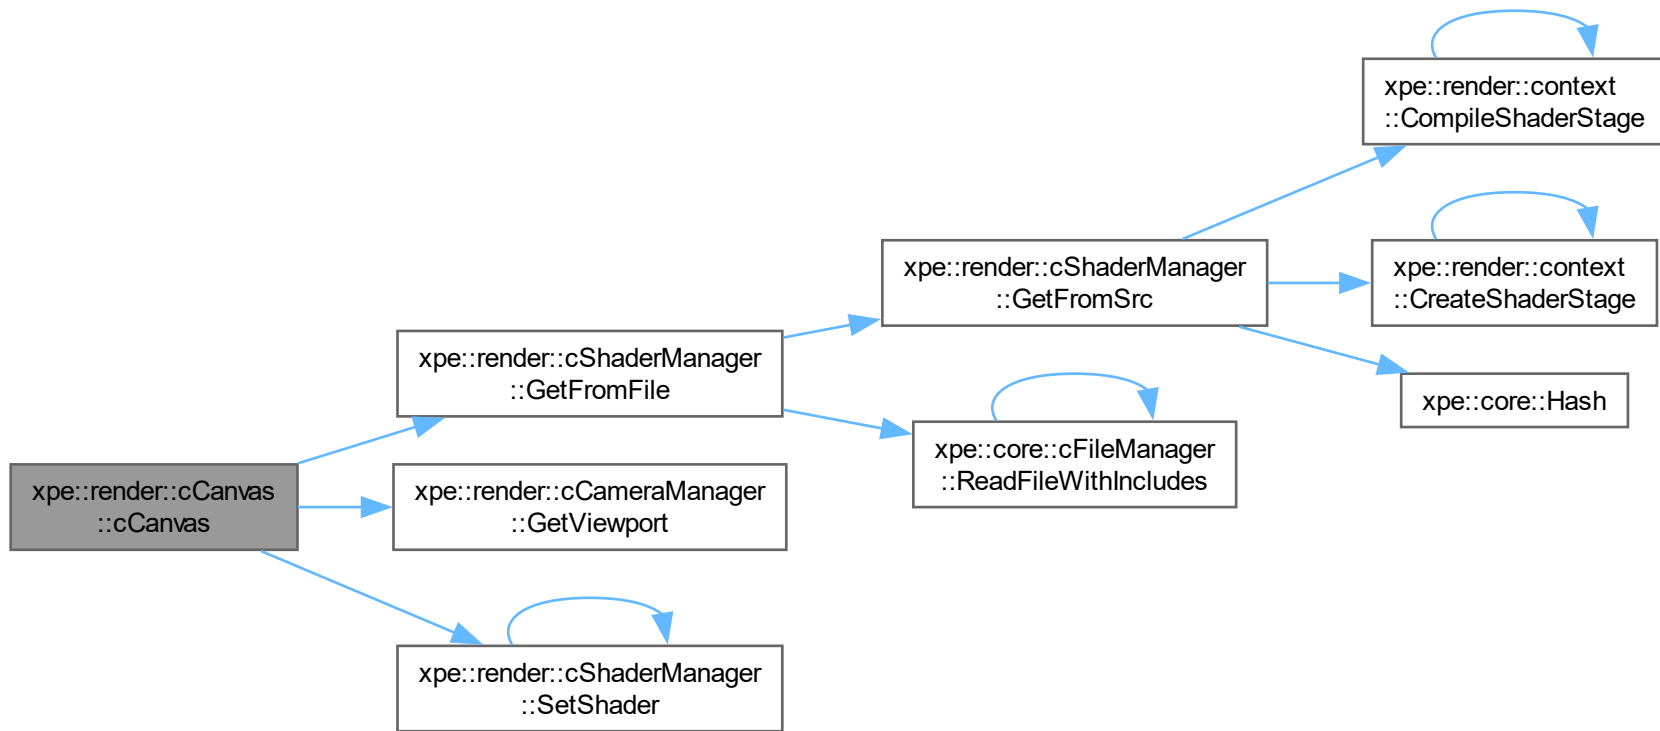 xpe::render::context
::CompileShaderStage
xpe::render::cShaderManager
::GetFromSrc
xpe::render::context
::CreateShaderStage
xpe::render::cShaderManager
::GetFromFile
xpe::core::Hash
xpe::core::cFileManager
::ReadFileWithIncludes
xpe::render::cCanvas
::cCanvas
xpe::render::cCameraManager
::GetViewport
xpe::render::cShaderManager
::SetShader